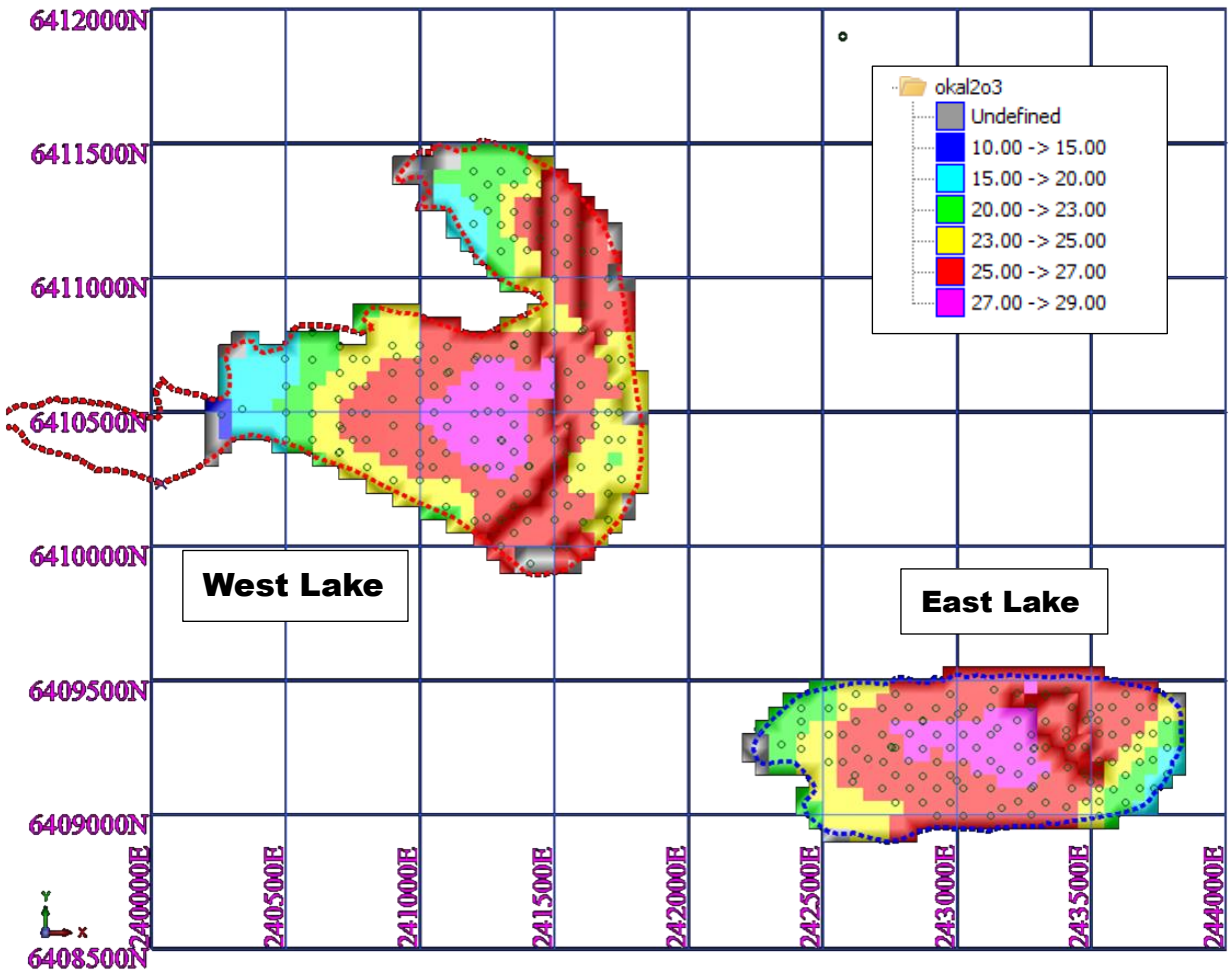 6412000N
okal2o3
Undefined
10.00 -> 15.00
15.00 -> 20.00
20.00 -> 23.00
23.00 -> 25.00
25.00 -> 27.00
27.00 -> 29.00
6411500N
6411000N
6410500N
6410000N
West Lake
East Lake
6409500N
6409000N
240000E
240500E
241000E
241500E
242000E
242500E
243000E
243500E
244000E
Y
X
6408500N